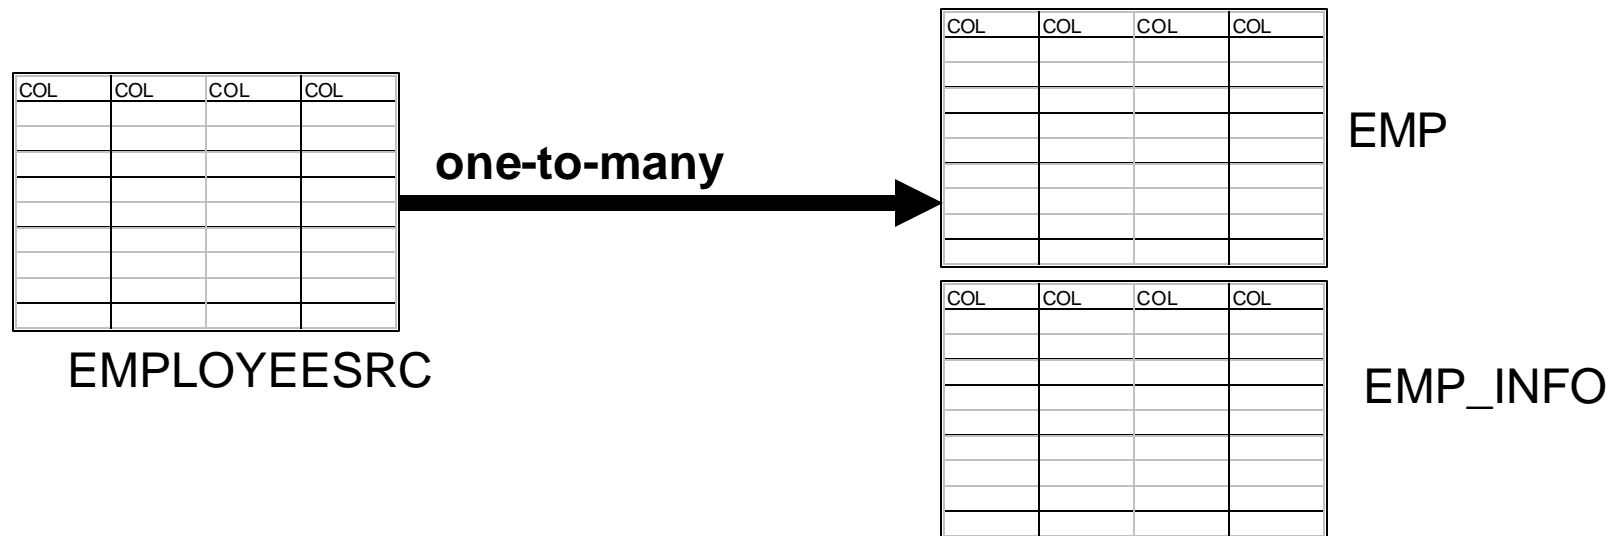 COL COL COL COL
EMPLOYEESRC
one-to-many
COL COL COL COL
EMP
COL COL COL COL
EMP_INFO